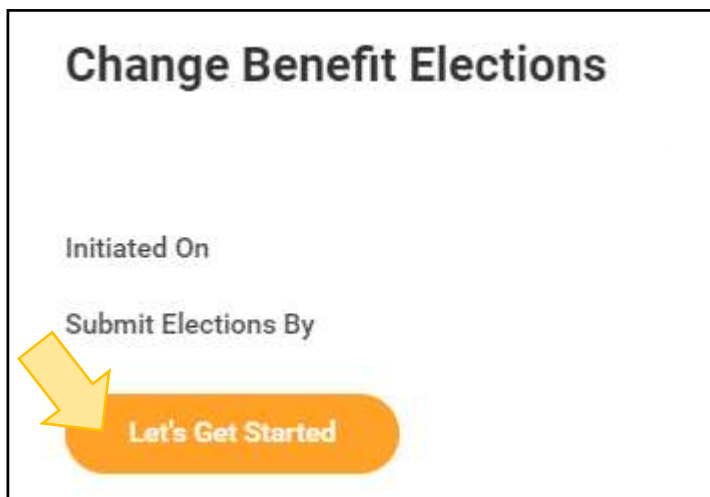 Change Benefit Elections
Initiated On
Submit Elections By
Let's Get Started